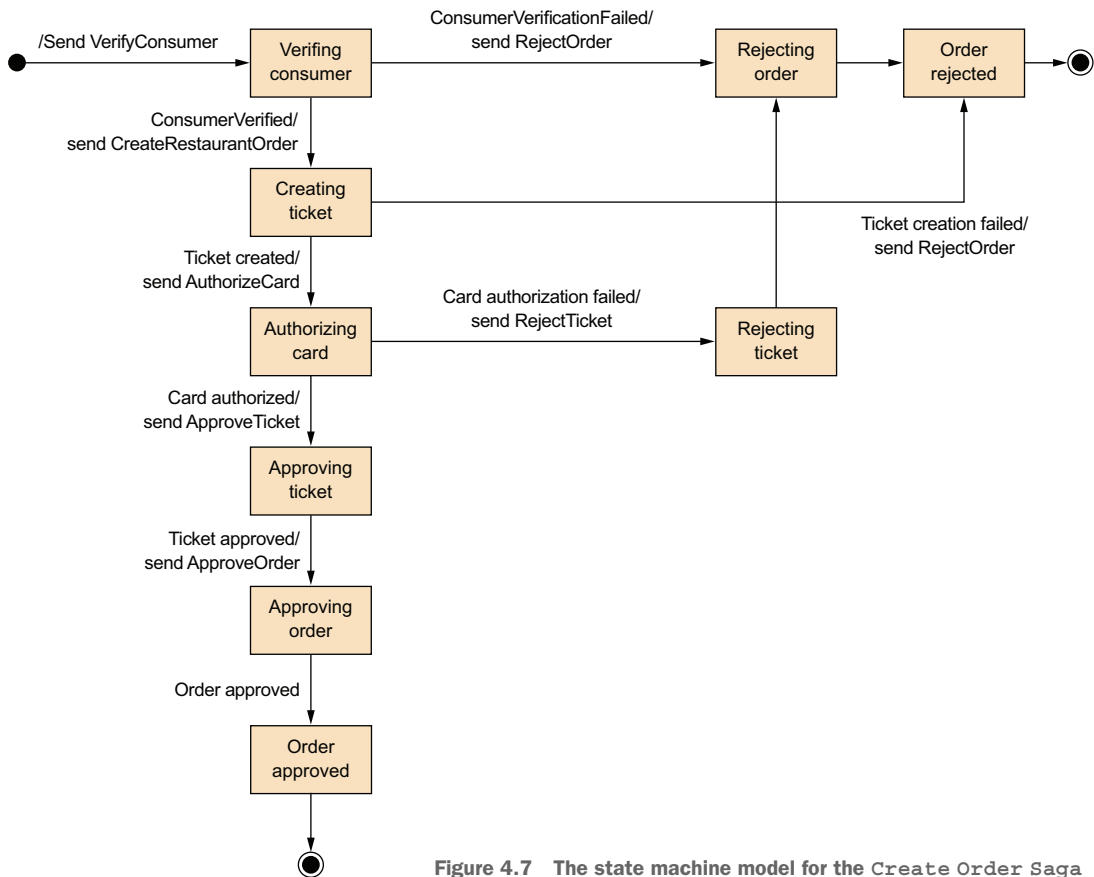 /Send VerifyConsumer
Verifing
consumer
ConsumerVerificationFailed/
send RejectOrder
Rejecting
order
Order
rejected
ConsumerVerified/
send CreateRestaurantOrder
Creating
ticket
Ticket creation failed/
send RejectOrder
Ticket created/
send AuthorizeCard
Authorizing
card
Card authorization failed/
send RejectTicket
Rejecting
ticket
Card authorized/
send ApproveTicket
Approving
ticket
Ticket approved/
send ApproveOrder
Approving
order
Order approved
Order
approved
Figure 4.7 The state machine model for the Create Order Saga